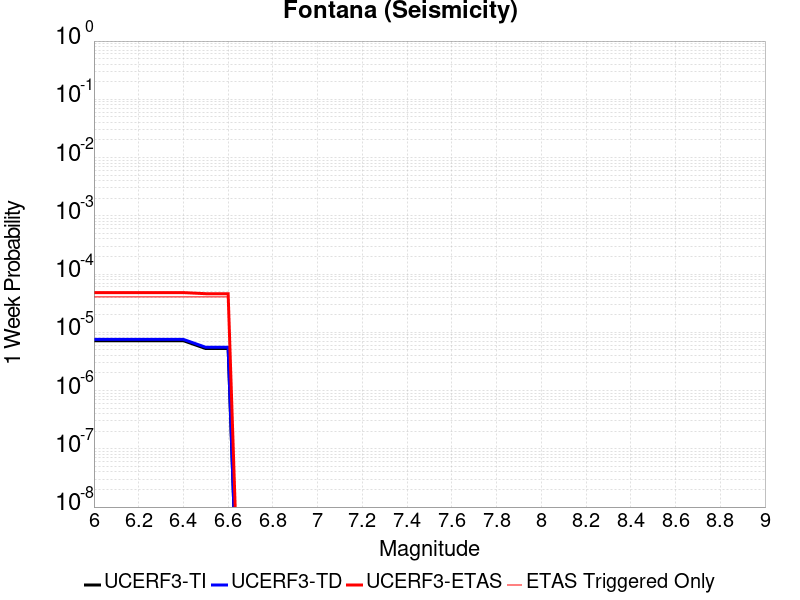 Fontana (Seismicity)
10^0
10^-1
10^-2
10^-3
10^-4
10^-5
10^-6
10^-7
10^-8
1 Week Probability
6 6.2 6.4 6.6 6.8 7 7.2 7.4 7.6 7.8 8 8.2 8.4 8.6 8.8 9
Magnitude
UCERF3-TI UCERF3-TD UCERF3-ETAS ETAS Triggered Only